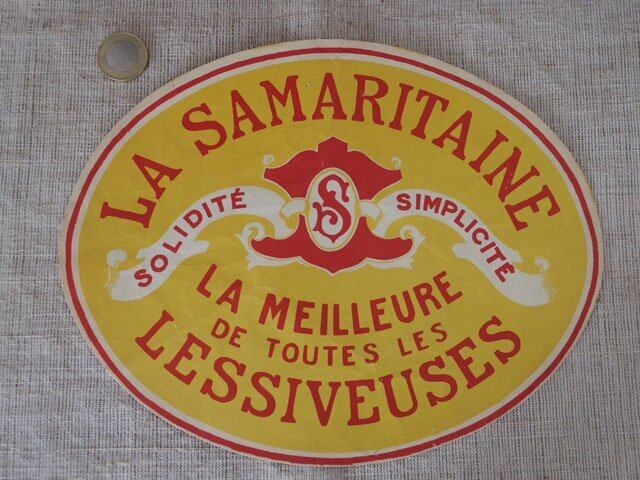 LA SAMARITAINE
SOLIDITÉ
S
SIMPLICITÉ
LA MEILLEURE
DE TOUTES LES
LESSIVEUSES